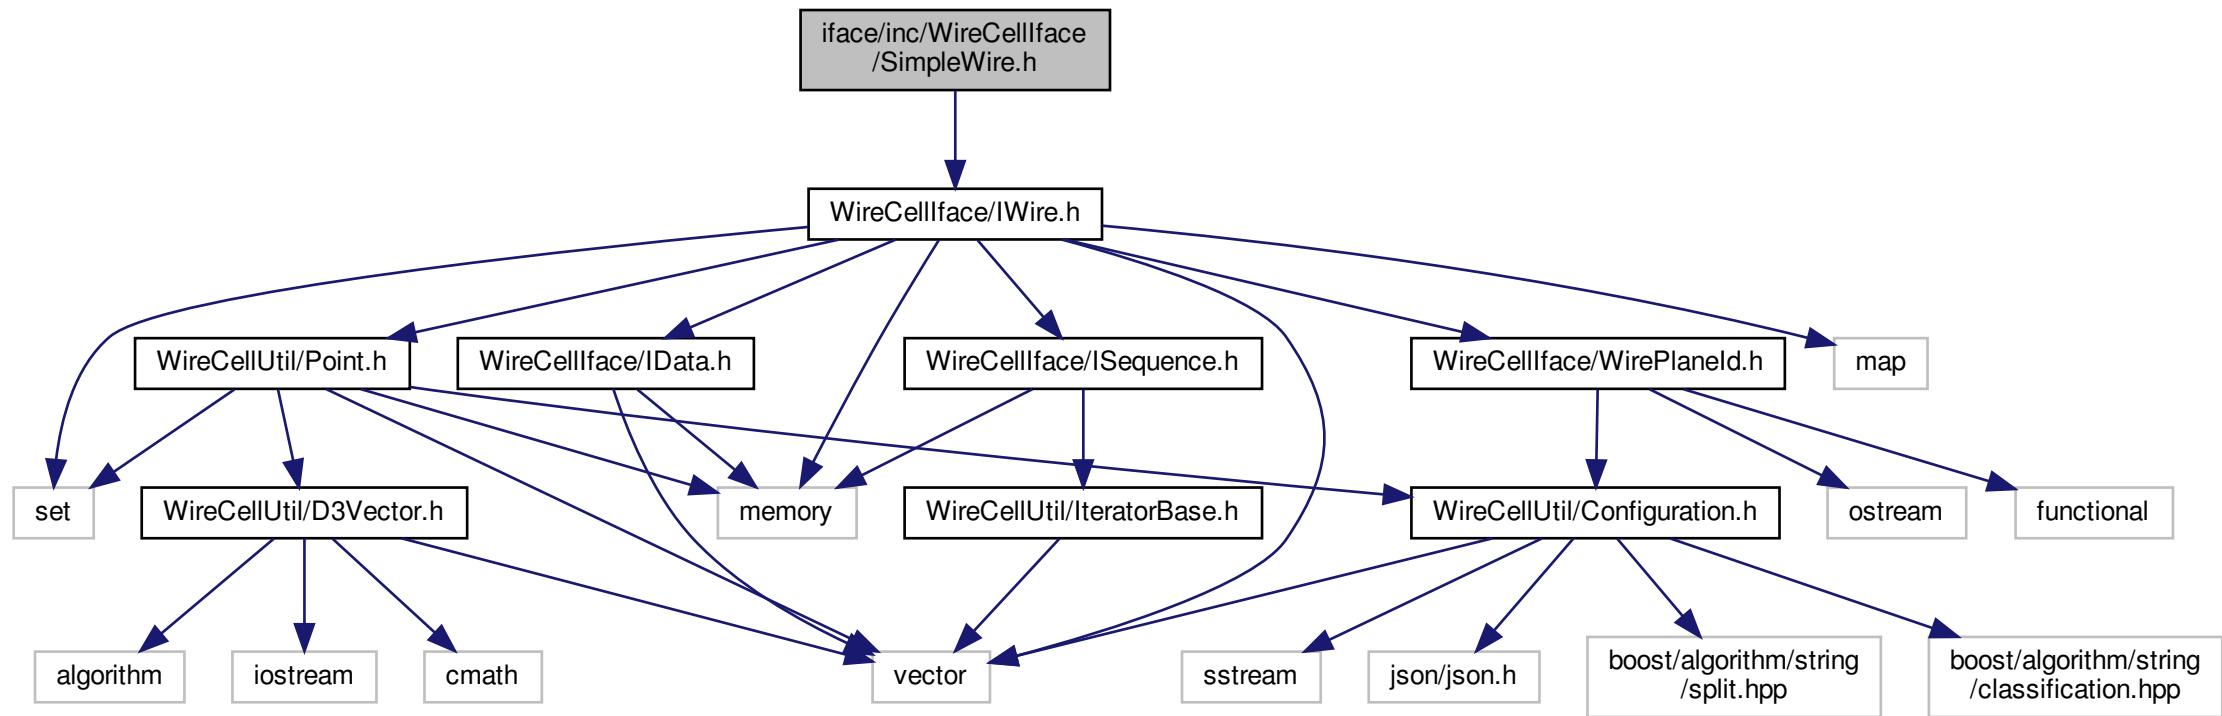 iface/inc/WireCellIface
/SimpleWire.h
WireCellIface/IWire.h
WireCellUtil/Point.h
WireCellIface/IData.h
WireCellIface/ISequence.h
WireCellIface/WirePlaneId.h
map
set
WireCellUtil/D3Vector.h
memory
WireCellUtil/IteratorBase.h
WireCellUtil/Configuration.h
ostream
functional
algorithm
iostream
cmath
vector
sstream
json/json.h
boost/algorithm/string
/split.hpp
boost/algorithm/string
/classification.hpp